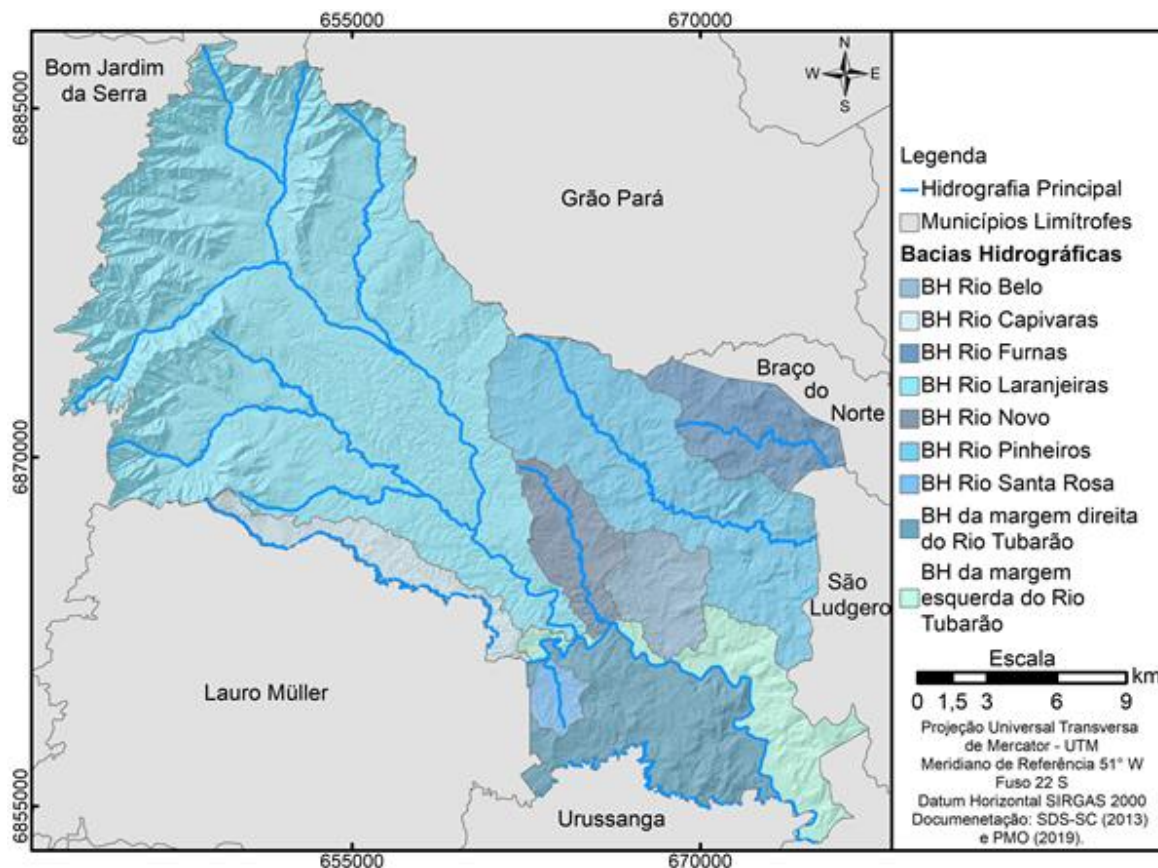 655000
670000
Bom Jardim
da Serra
N
W
E
S
6885000
Grão Pará
Braço
do
Norte
6870000
São
Ludgero
Lauro Müller
6855000
Urussanga
655000
670000
Legenda
Hidrografia Principal
Municípios Limítrofes
Bacias Hidrográficas
BH Rio Belo
BH Rio Capivaras
BH Rio Furnas
BH Rio Laranjeiras
BH Rio Novo
BH Rio Pinheiros
BH Rio Santa Rosa
BH da margem direita
do Rio Tubarão
BH da margem
esquerda do Rio
Tubarão
Escala
km
0 1,5 3 6 9
Projeção Universal Transversa
de Mercator - UTM
Meridiano de Referência 51° W
Fuso 22 S
Datum Horizontal SIRGAS 2000
Documenetação: SDS-SC (2013)
e PMO (2019).